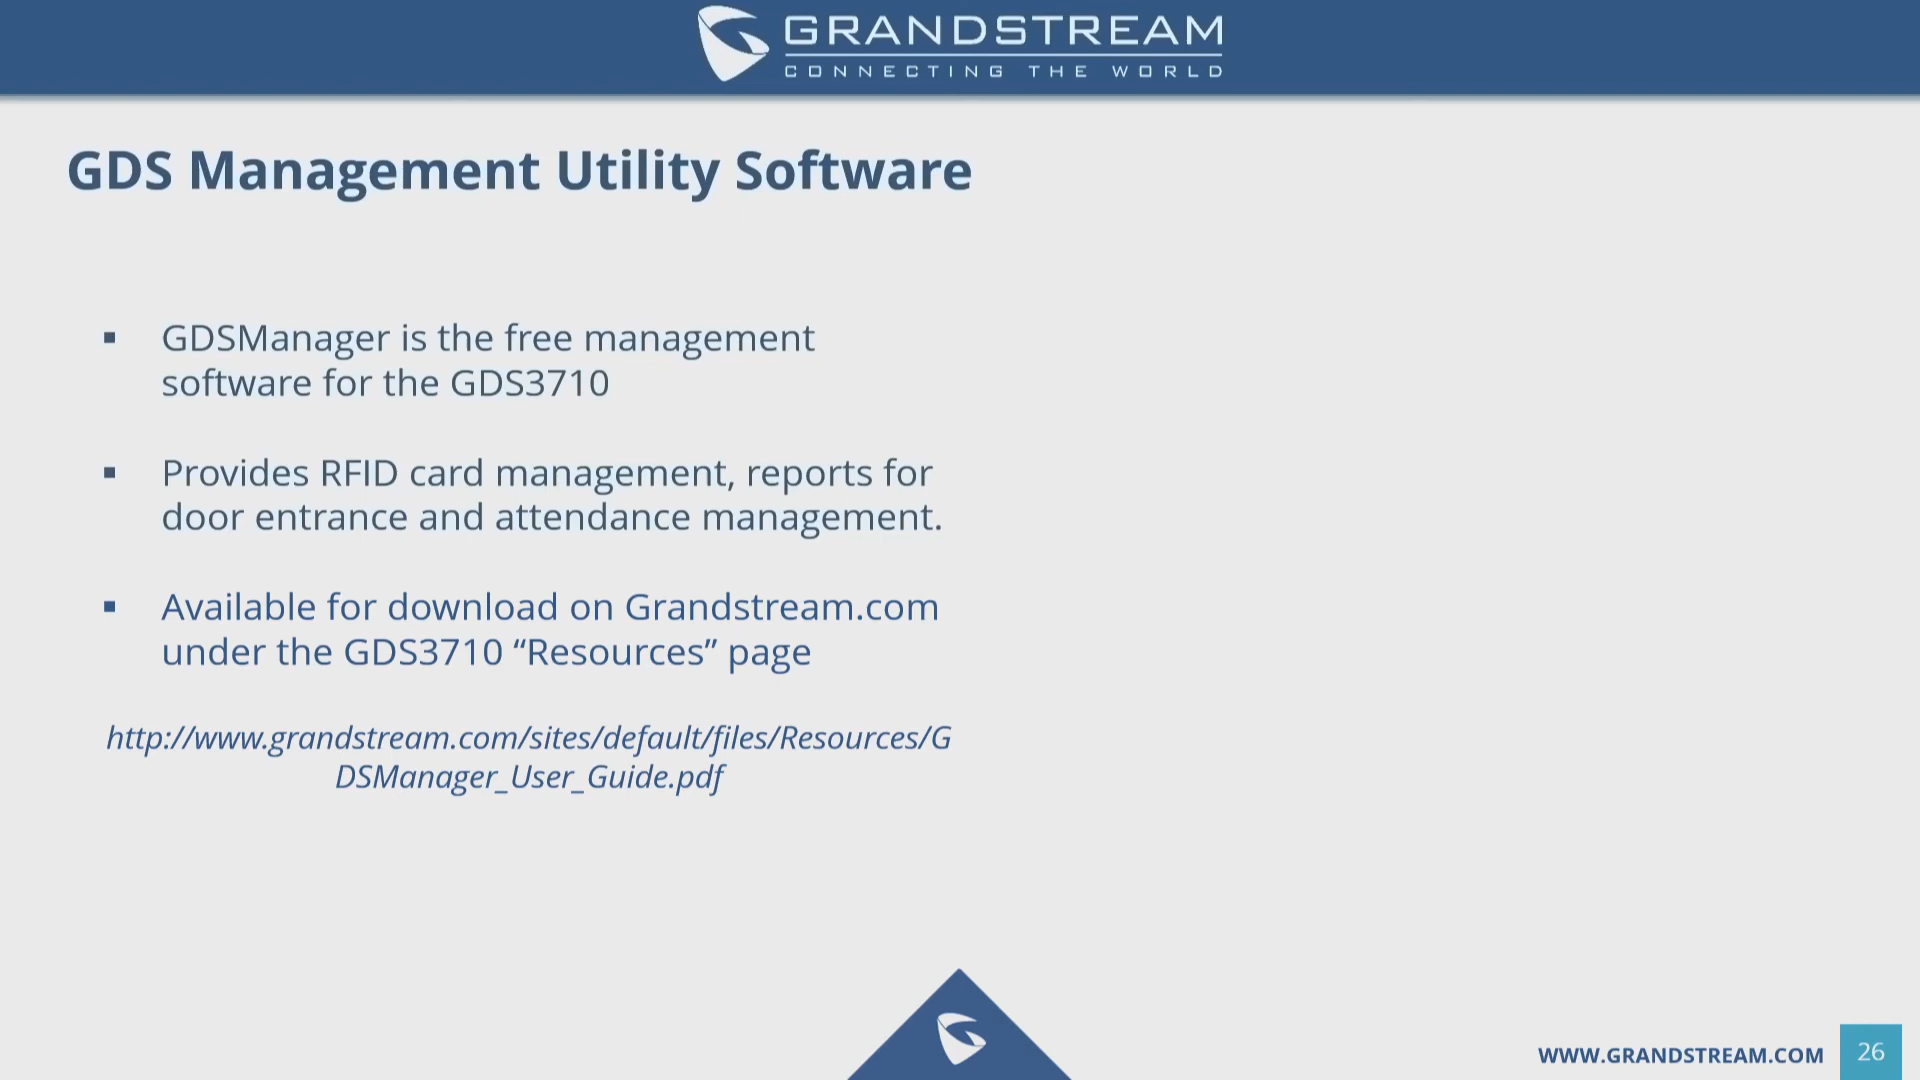 GRANDSTREAM
CONNECTING THE WORLD
GDS Management Utility Software
▪ GDSManager is the free management
software for the GDS3710
▪ Provides RFID card management, reports for
door entrance and attendance management.
▪ Available for download on Grandstream.com
under the GDS3710 “Resources” page
http://www.grandstream.com/sites/default/files/Resources/G
DSManager_User_Guide.pdf
WWW.GRANDSTREAM.COM
26